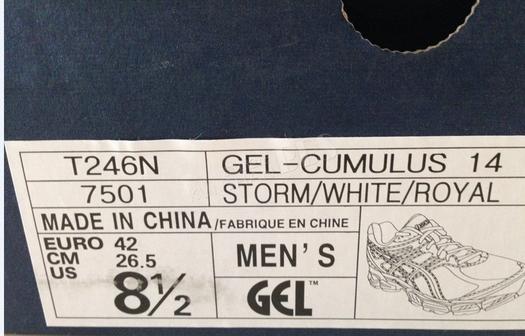 T246N GEL-CUMULUS 14
7501 STORM/WHITE/ROYAL
MADE IN CHINA/FABRIQUE EN CHINE
EURO 42
CM 26.5
US 8½
MEN'S
GEL™